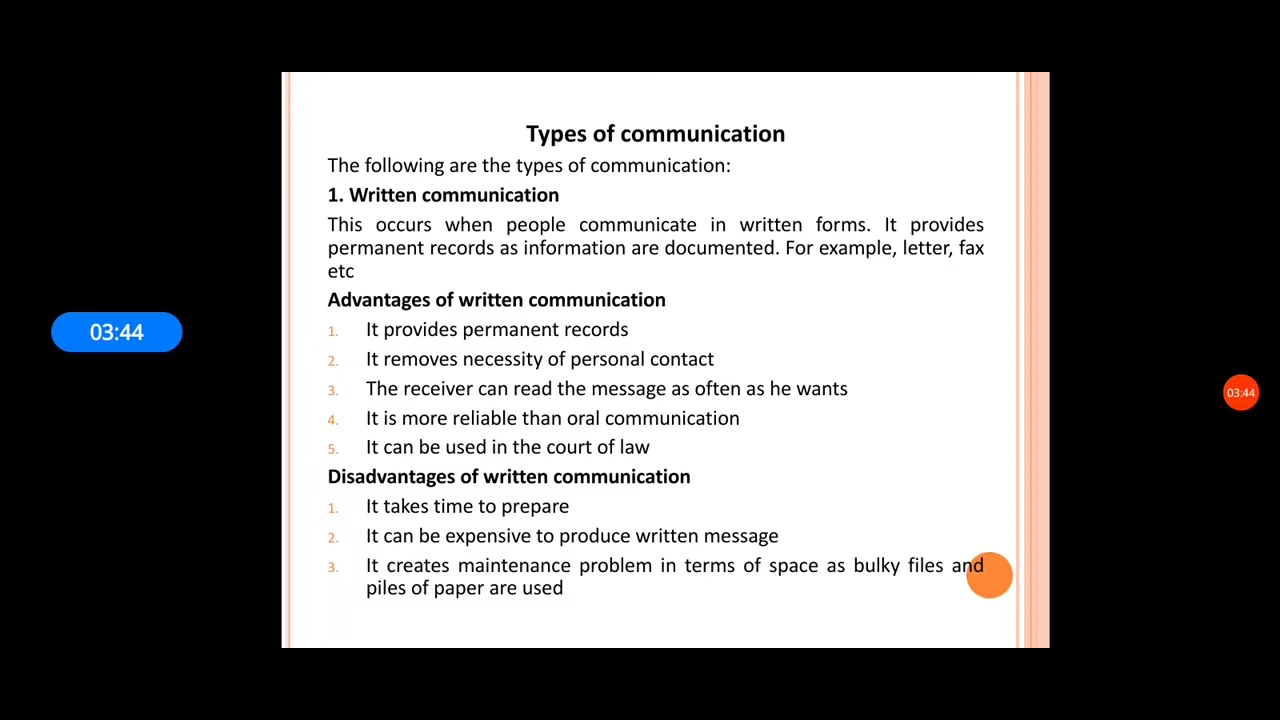 Types of communication
The following are the types of communication:
1. Written communication
This occurs when people communicate in written forms. It provides
permanent records as information are documented. For example, letter, fax
etc
Advantages of written communication
1. It provides permanent records
2. It removes necessity of personal contact
3. The receiver can read the message as often as he wants
4. It is more reliable than oral communication
5. It can be used in the court of law
Disadvantages of written communication
1. It takes time to prepare
2. It can be expensive to produce written message
3. It creates maintenance problem in terms of space as bulky files and
piles of paper are used
03:44
03:44